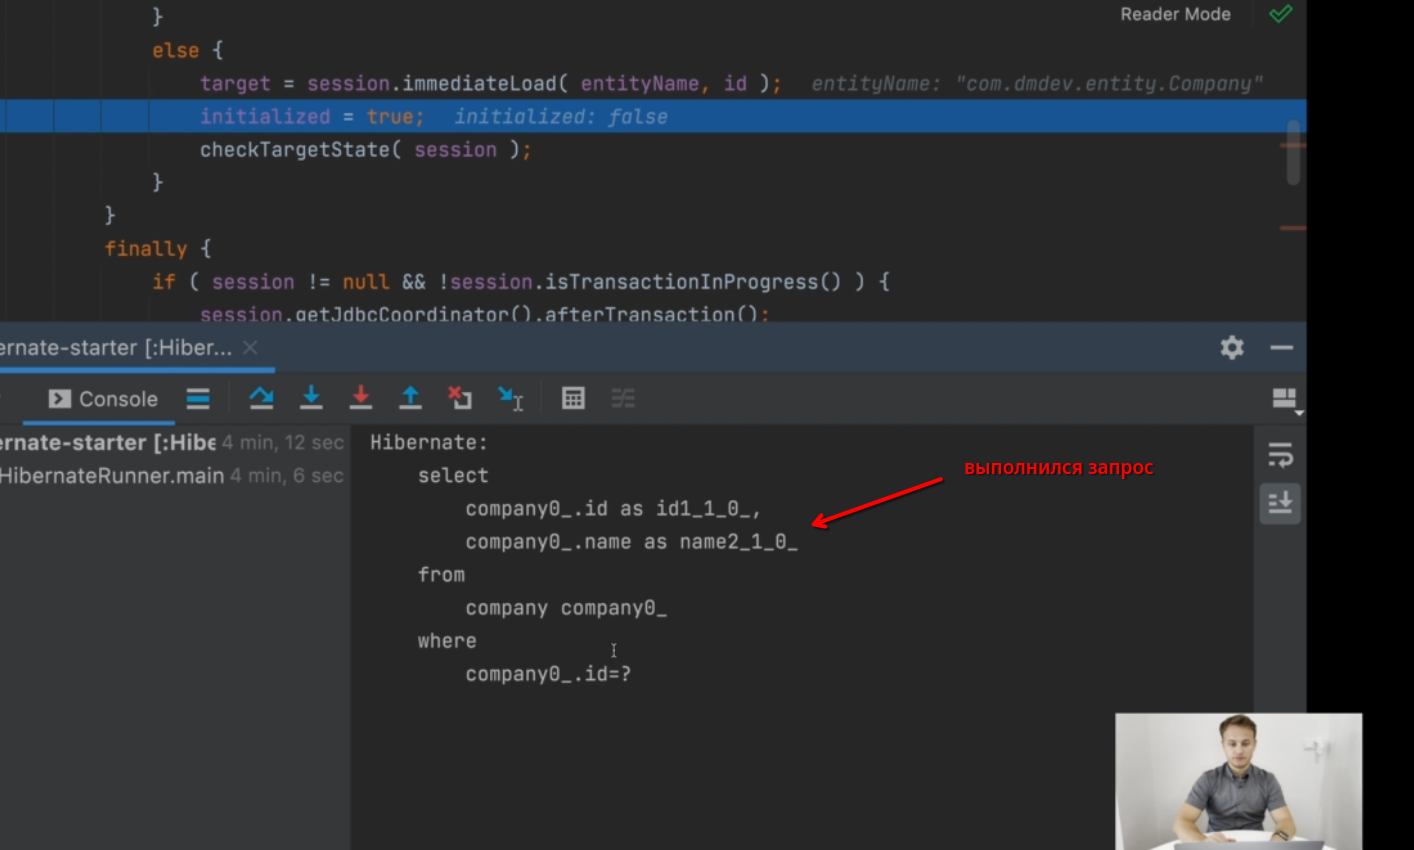 }
Reader Mode
else {
target = session.immediateLoad( entityName, id ); entityName: "com.dmdev.entity.Company"
initialized = true; initialized: false
checkTargetState( session );
}
}
finally {
if ( session != null && !session.isTransactionInProgress() ) {
session.getJdbcCoordinator().afterTransaction();
ernate-starter [:Hiber...
Console
ernate-starter [:Hibe 4 min, 12 sec
HibernateRunner.main 4 min, 6 sec
Hibernate:
select
company0_.id as id1_1_0_,
company0_.name as name2_1_0_
from
company company0_
where
company0_.id=?
выполнился запрос